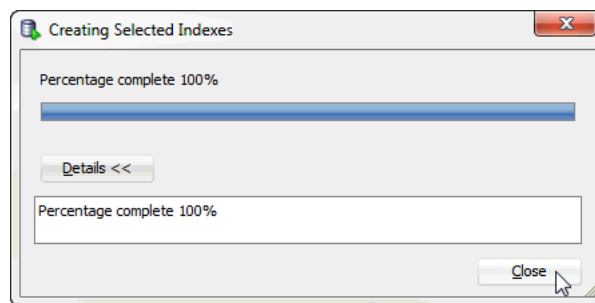 Creating Selected Indexes
Percentage complete 100%
Details <<
Percentage complete 100%
Close